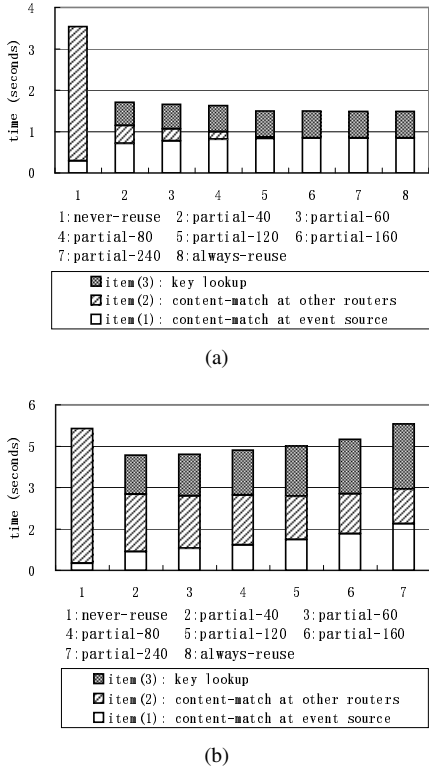 4
3
2
1
0
time (seconds)
1 2 3 4 5 6 7 8
1:never-reuse 2:partial-40 3:partial-60
4:partial-80 5:partial-120 6:partial-160
7:partial-240 8:always-reuse
item(3): key lookup
item(2): content-match at other routers
item(1): content-match at event source
(a)
6
5
3
2
0
time (seconds)
1 2 3 4 5 6 7
1:never-reuse 2:partial-40 3:partial-60
4:partial-80 5:partial-120 6:partial-160
7:partial-240 8:always-reuse
item(3): key lookup
item(2): content-match at other routers
item(1): content-match at event source
(b)